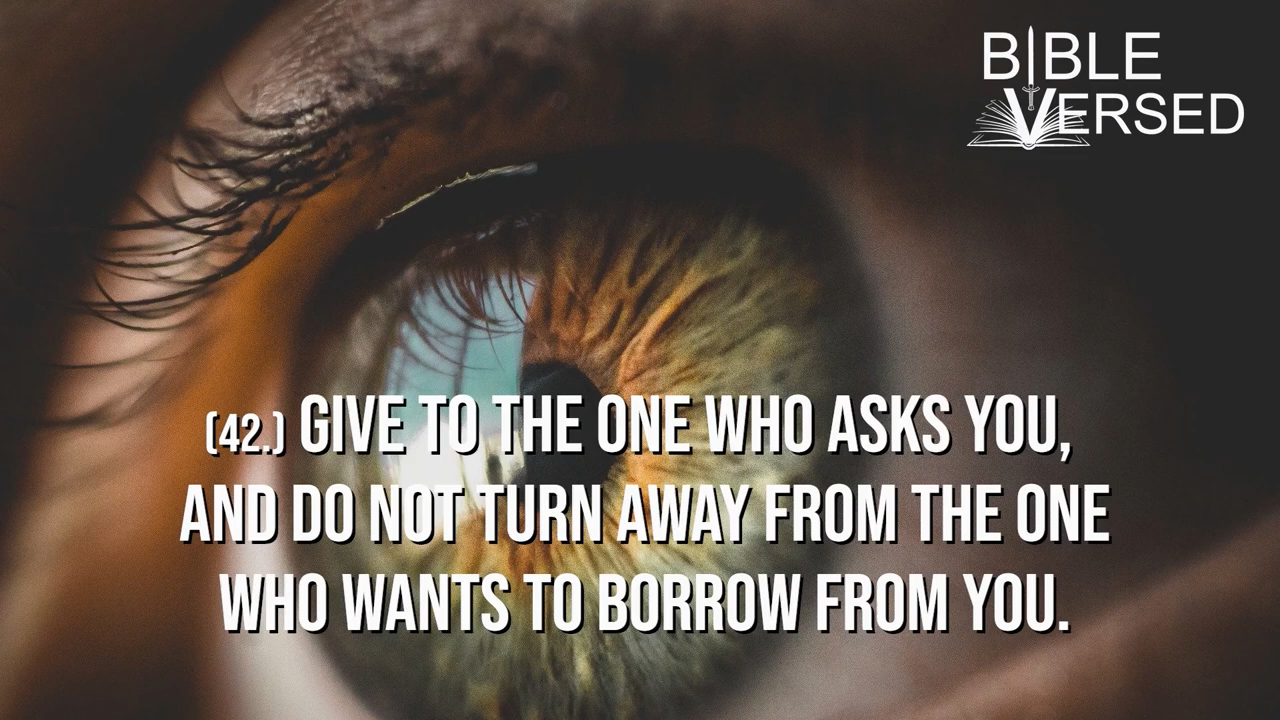 BIBLE
VERSED
(42.) GIVE TO THE ONE WHO ASKS YOU,
AND DO NOT TURN AWAY FROM THE ONE
WHO WANTS TO BORROW FROM YOU.